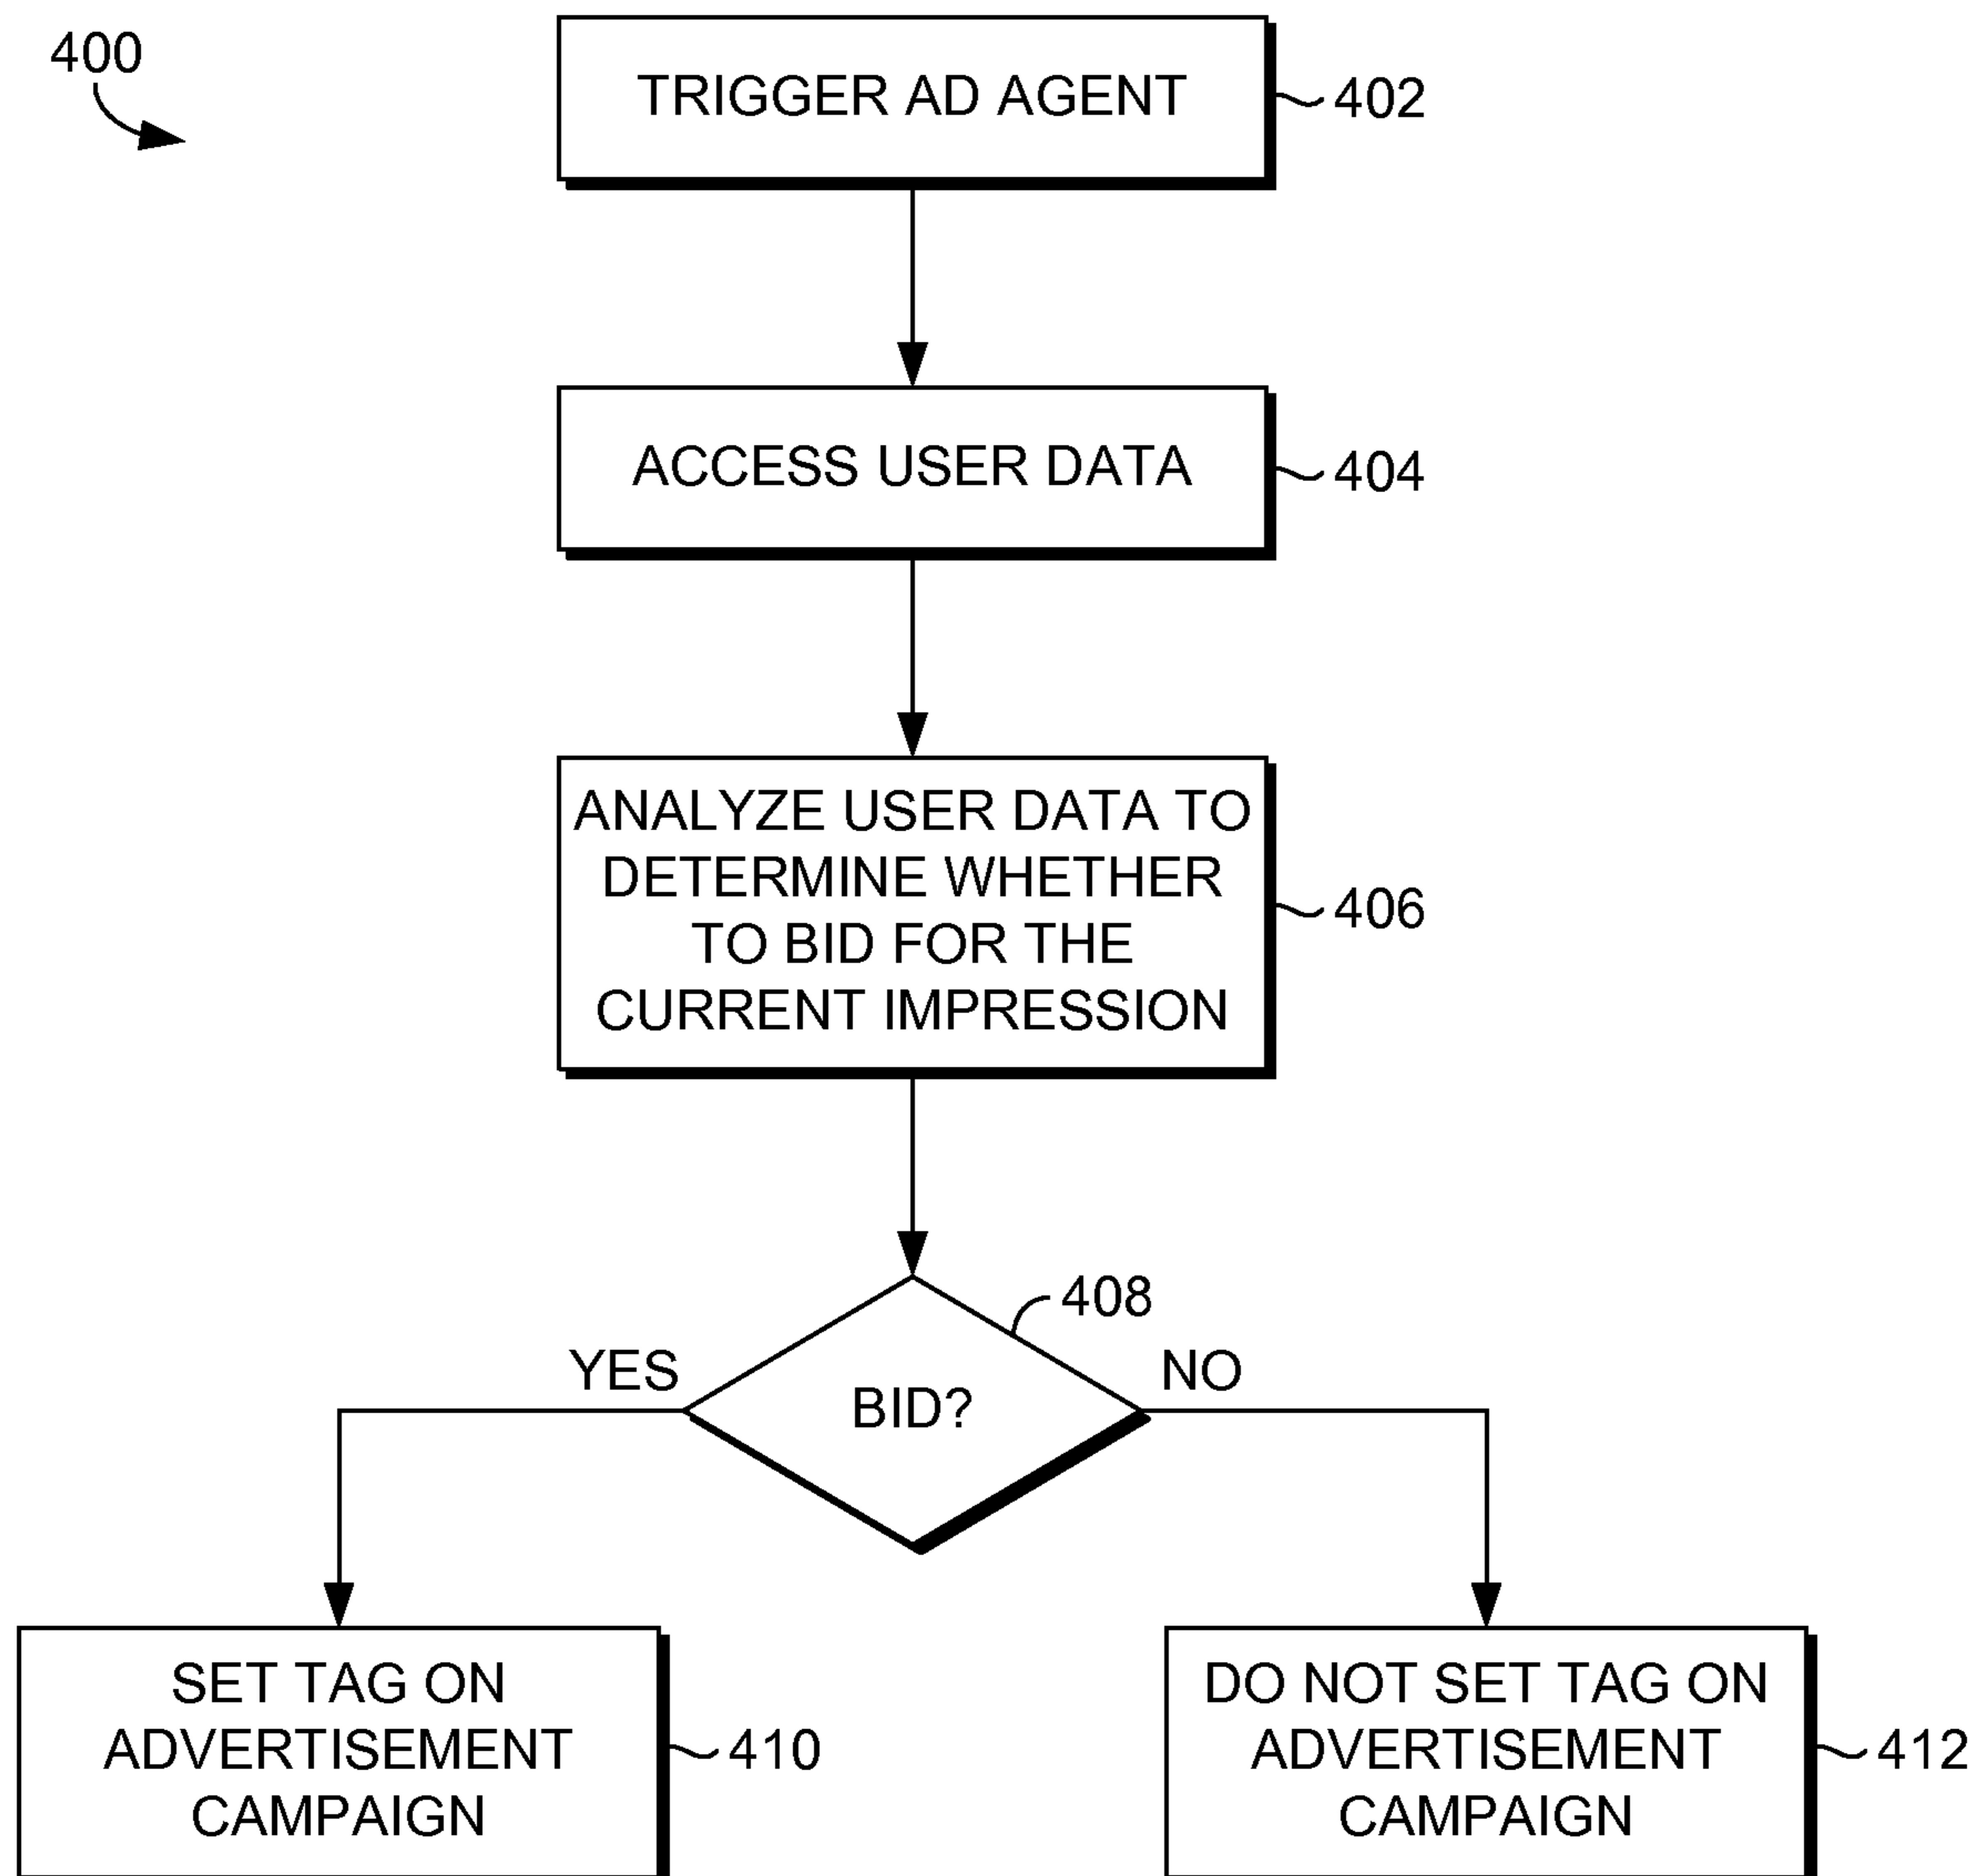 400
TRIGGER AD AGENT
402
ACCESS USER DATA
404
ANALYZE USER DATA TO
DETERMINE WHETHER
TO BID FOR THE
CURRENT IMPRESSION
406
408
YES
BID?
NO
SET TAG ON
ADVERTISEMENT
CAMPAIGN
410
DO NOT SET TAG ON
ADVERTISEMENT
CAMPAIGN
412